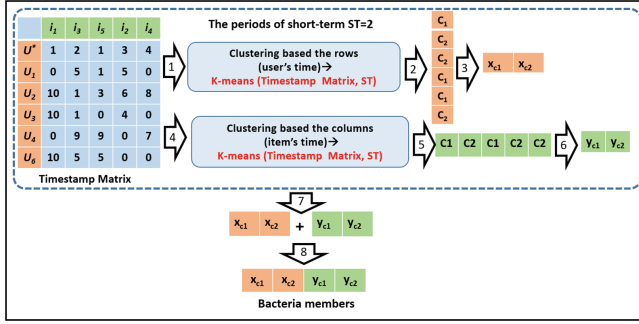 The periods of short-term ST=2
i1 i3 i5 i2 i4
U* 1 2 1 3 4
U1 0 5 1 5 0
U2 10 1 3 6 8
U3 10 1 0 4 0
U4 0 9 9 0 7
U6 10 5 5 0 0
Timestamp Matrix
1
Clustering based the rows
(user's time)→
K-means (Timestamp Matrix, ST)
2
C1
C2
C2
C1
C1
C2
3
xc1 xc2
4
Clustering based the columns
(item's time)→
K-means (Timestamp Matrix, ST)
5
C1 C2 C1 C2 C2
6
yc1 yc2
7
xc1 xc2 + yc1 yc2
8
xc1 xc2 yc1 yc2
Bacteria members